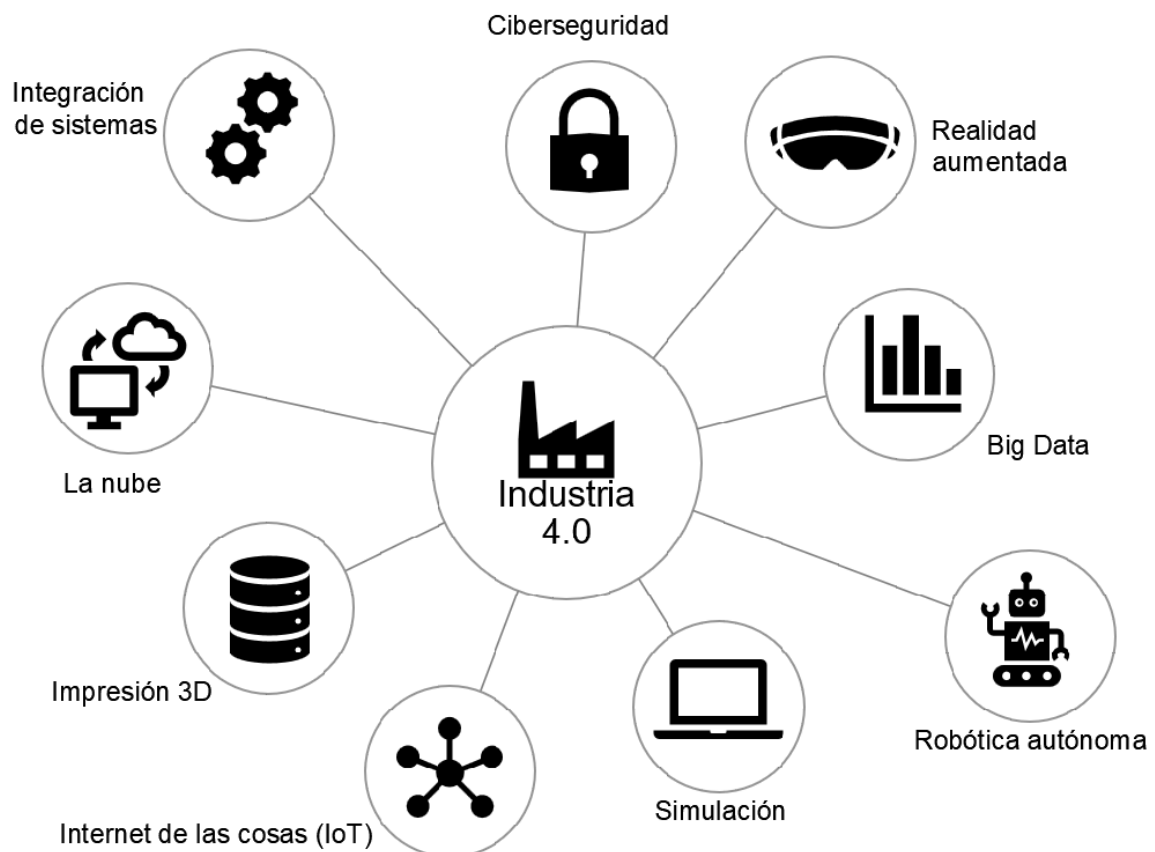 Ciberseguridad
Integración
de sistemas
Realidad
aumentada
Big Data
La nube
Industria
4.0
Impresión 3D
Robótica autónoma
Simulación
Internet de las cosas (IoT)